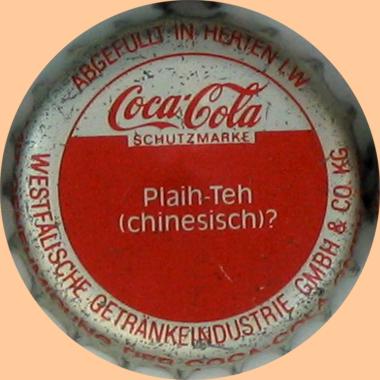 ABGEFÜLLT IN HERTEN I.W.
Coca-Cola
SCHUTZMARKE
Plaih-Teh
(chinesisch)?
WESTFÄLISCHE GETRÄNKEINDUSTRIE GMBH & CO. KG